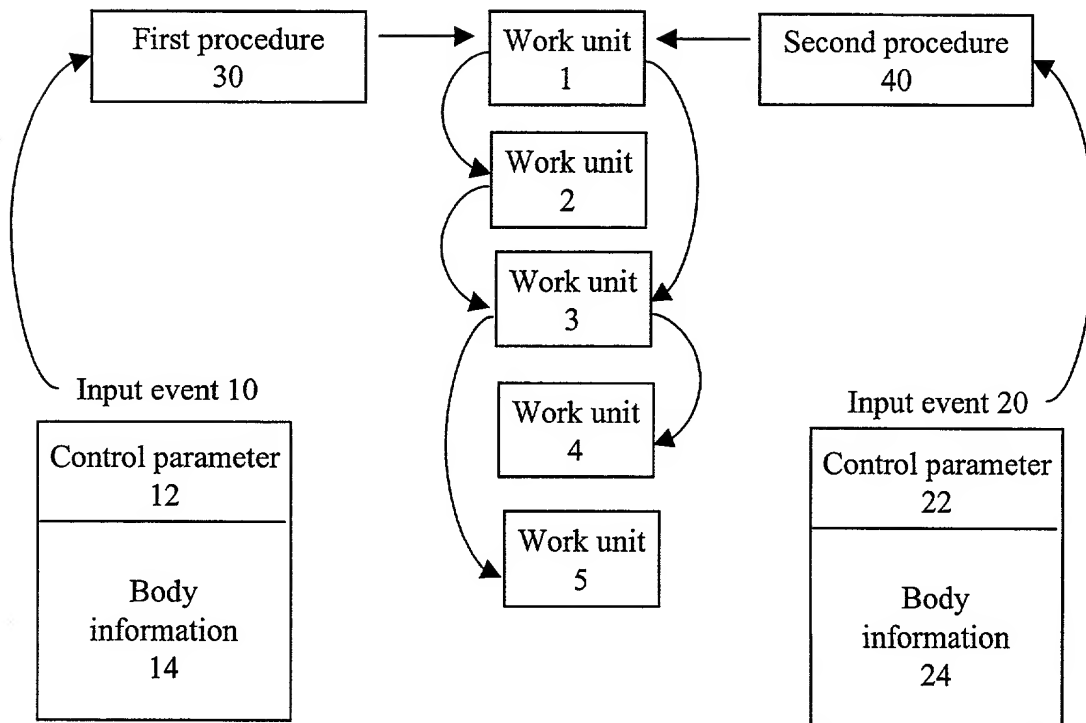 First procedure
30
Work unit
1
Second procedure
40
Work unit
2
Work unit
3
Input event 10
Control parameter
12
Body
information
14
Work unit
4
Work unit
5
Input event 20
Control parameter
22
Body
information
24